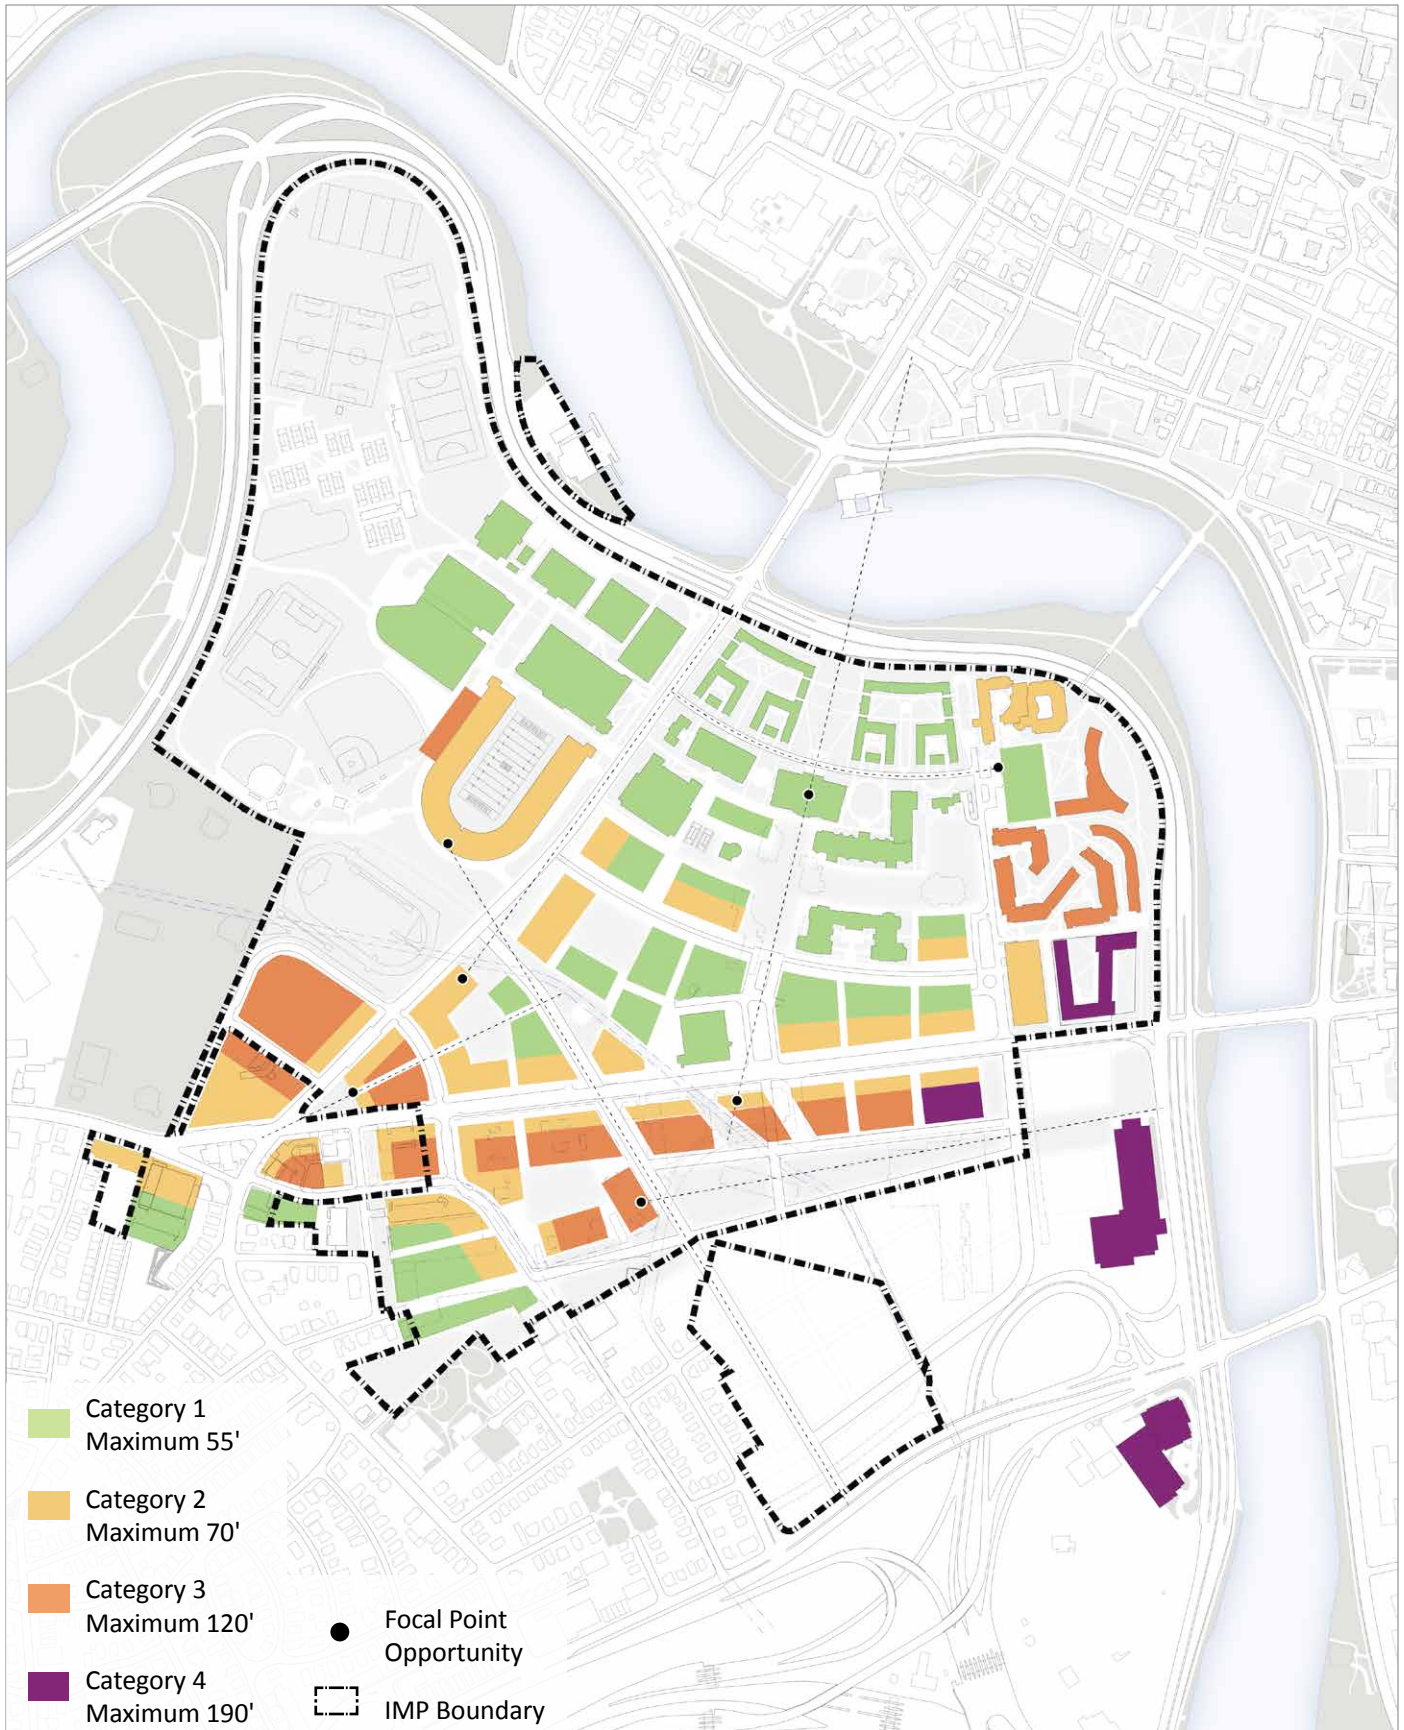 Category 1
Maximum 55'
Category 2
Maximum 70'
Category 3
Maximum 120'
Category 4
Maximum 190'
Focal Point
Opportunity
IMP Boundary